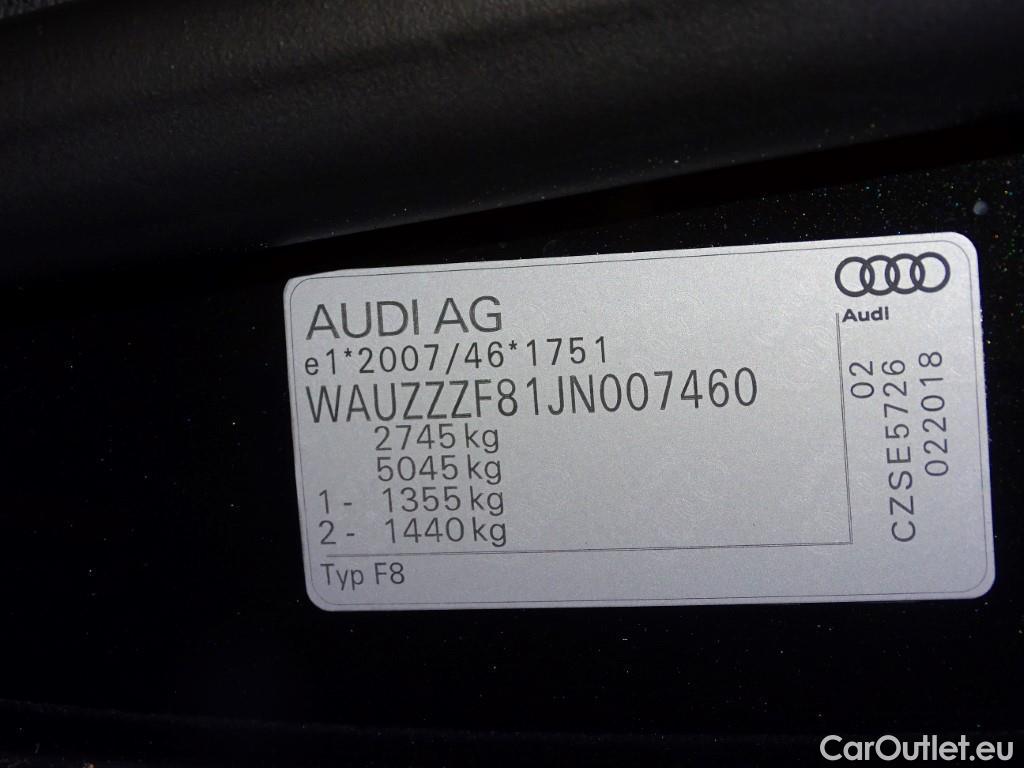 AUDI AG
e1*2007/46*1751
WAUZZZF81JN007460
2745 kg
5045 kg
1 - 1355 kg
2 - 1440 kg
Typ F8
Audi
02
CZSE5726
022018
CarOutlet.eu